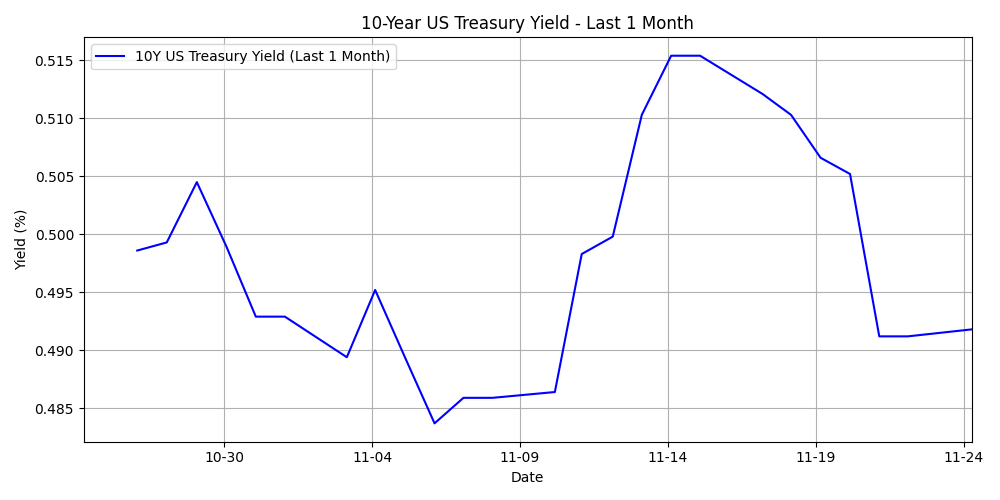 10-Year US Treasury Yield - Last 1 Month
10Y US Treasury Yield (Last 1 Month)
0.515
0.510
0.505
0.500
0.495
0.490
0.485
Yield (%)
10-30 11-04 11-09 11-14 11-19 11-24
Date